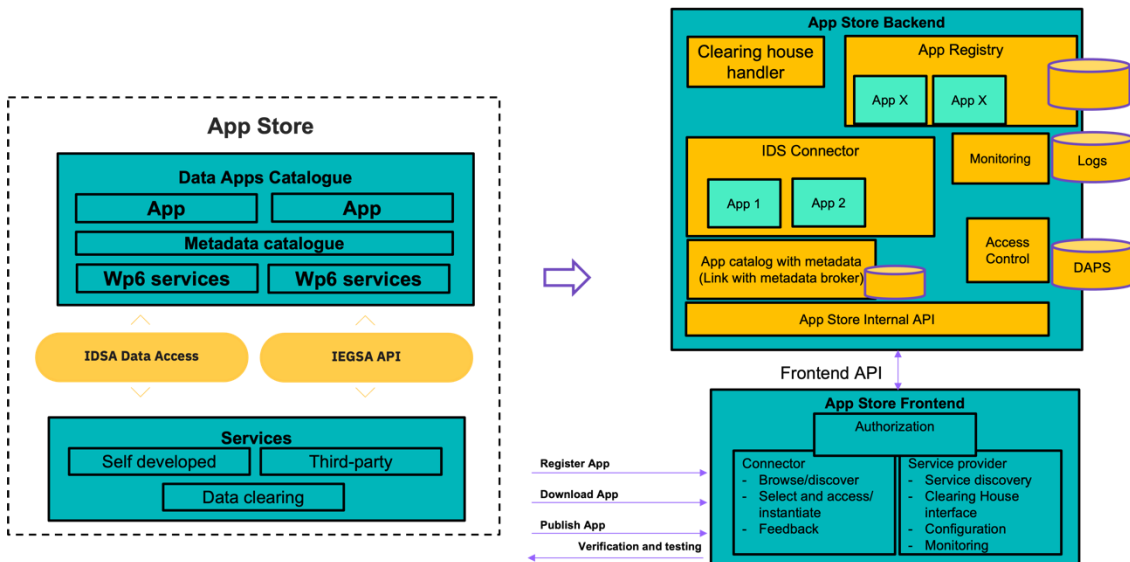 App Store
Data Apps Catalogue
App
App
Metadata catalogue
Wp6 services
Wp6 services
IDSA Data Access
IEGSA API
Services
Self developed
Third-party
Data clearing
App Store Backend
Clearing house
handler
App Registry
App X
App X
IDS Connector
App 1
App 2
Monitoring
Logs
App catalog with metadata
(Link with metadata broker)
Access
Control
DAPS
App Store Internal API
Frontend API
App Store Frontend
Authorization
Register App
Download App
Publish App
Verification and testing
Connector
- Browse/discover
- Select and access/
instantiate
- Feedback
Service provider
- Service discovery
- Clearing House
interface
- Configuration
- Monitoring